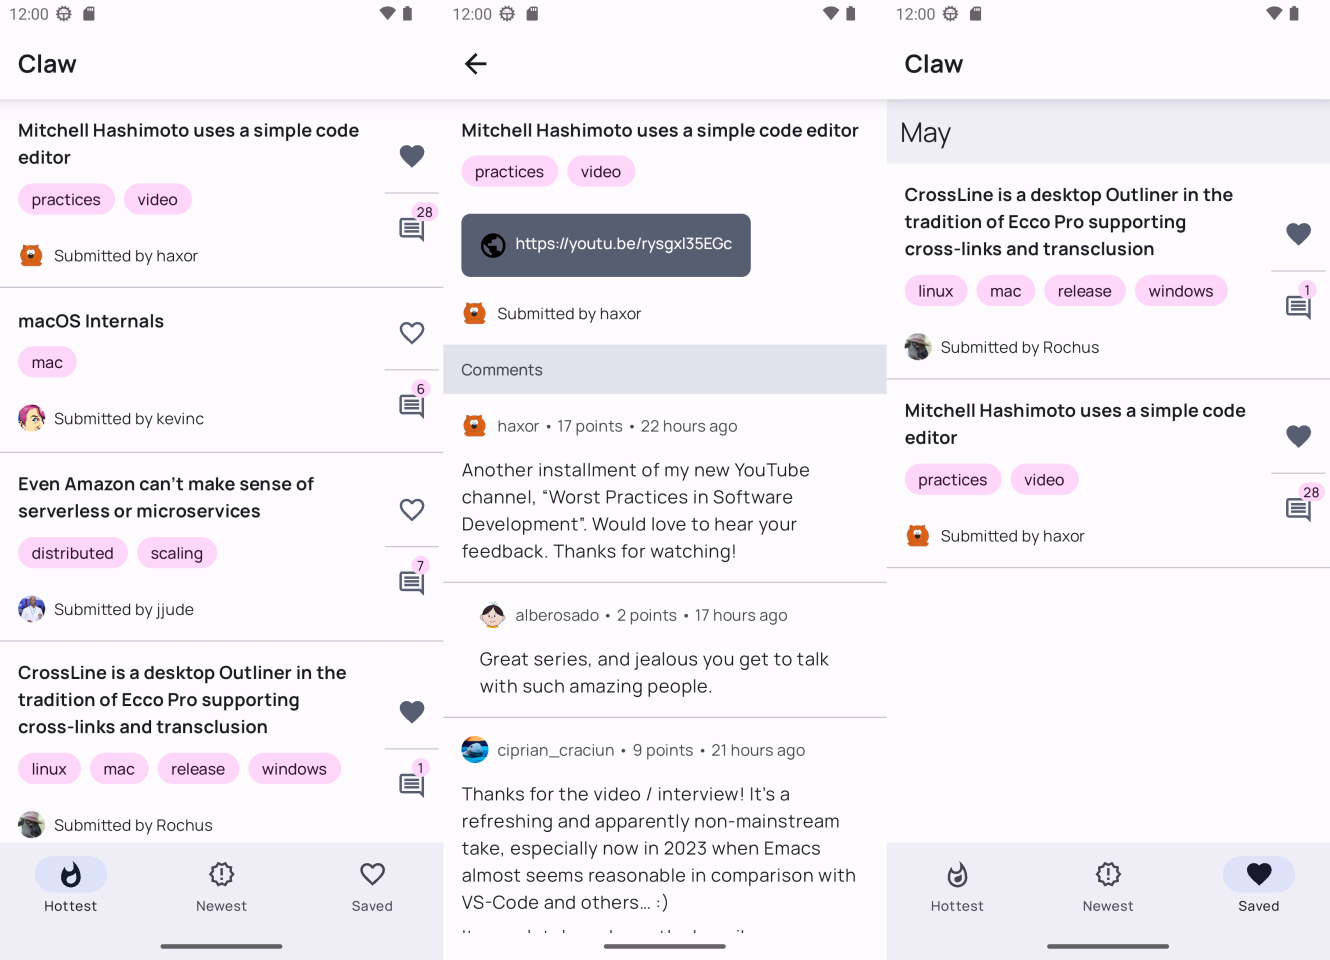 12:00
Claw
Mitchell Hashimoto uses a simple code
editor
practices video
28
Submitted by haxor
macOS Internals
mac
6
Submitted by kevinc
Even Amazon can't make sense of
serverless or microservices
distributed scaling
7
Submitted by jjude
CrossLine is a desktop Outliner in the
tradition of Ecco Pro supporting
cross-links and transclusion
linux mac release windows
1
Submitted by Rochus
Hottest Newest Saved
12:00
Mitchell Hashimoto uses a simple code editor
practices video
https://youtu.be/rysgxl35EGc
Submitted by haxor
Comments
haxor • 17 points • 22 hours ago
Another installment of my new YouTube
channel, “Worst Practices in Software
Development”. Would love to hear your
feedback. Thanks for watching!
alberosado • 2 points • 17 hours ago
Great series, and jealous you get to talk
with such amazing people.
ciprian_craciun • 9 points • 21 hours ago
Thanks for the video / interview! It's a
refreshing and apparently non-mainstream
take, especially now in 2023 when Emacs
almost seems reasonable in comparison with
VS-Code and others… :)
12:00
Claw
May
CrossLine is a desktop Outliner in the
tradition of Ecco Pro supporting
cross-links and transclusion
linux mac release windows
1
Submitted by Rochus
Mitchell Hashimoto uses a simple code
editor
practices video
28
Submitted by haxor
Hottest Newest Saved